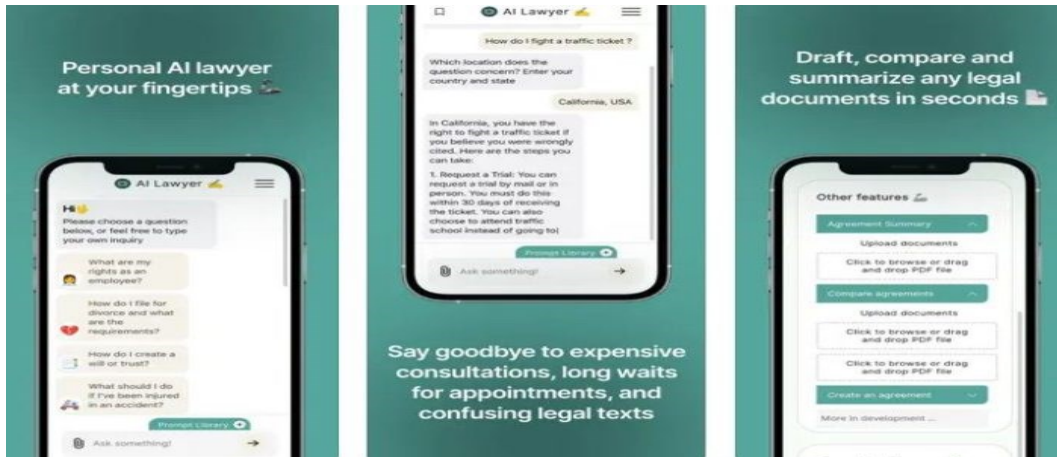 Personal AI lawyer
at your fingertips
AI Lawyer
Hi
Please choose a question
below, or feel free to type
your own inquiry
What are my
rights as an
employee?
How do I file for
divorce and what
are the
requirements?
How do I create a
will or trust?
What should I do
if I've been injured
in an accident?
Prompt Library
Ask something!
AI Lawyer
How do I fight a traffic ticket ?
Which location does the
question concern? Enter your
country and state
California, USA
In California, you have the
right to fight a traffic ticket if
you believe you were wrongly
cited. Here are the steps you
can take:
1. Request a Trial: You can
request a trial by mail or in
person. You must do this
within 30 days of receiving
the ticket. You can also
choose to attend traffic
school instead of going to|
Prompt Library
Ask something!
Say goodbye to expensive
consultations, long waits
for appointments, and
confusing legal texts
Draft, compare and
summarize any legal
documents in seconds
Other features
Agreement Summary
Upload documents
Click to browse or drag
and drop PDF file
Compare agreements
Upload documents
Click to browse or drag
and drop PDF file
Click to browse or drag
and drop PDF file
Create an agreement
More in development ...